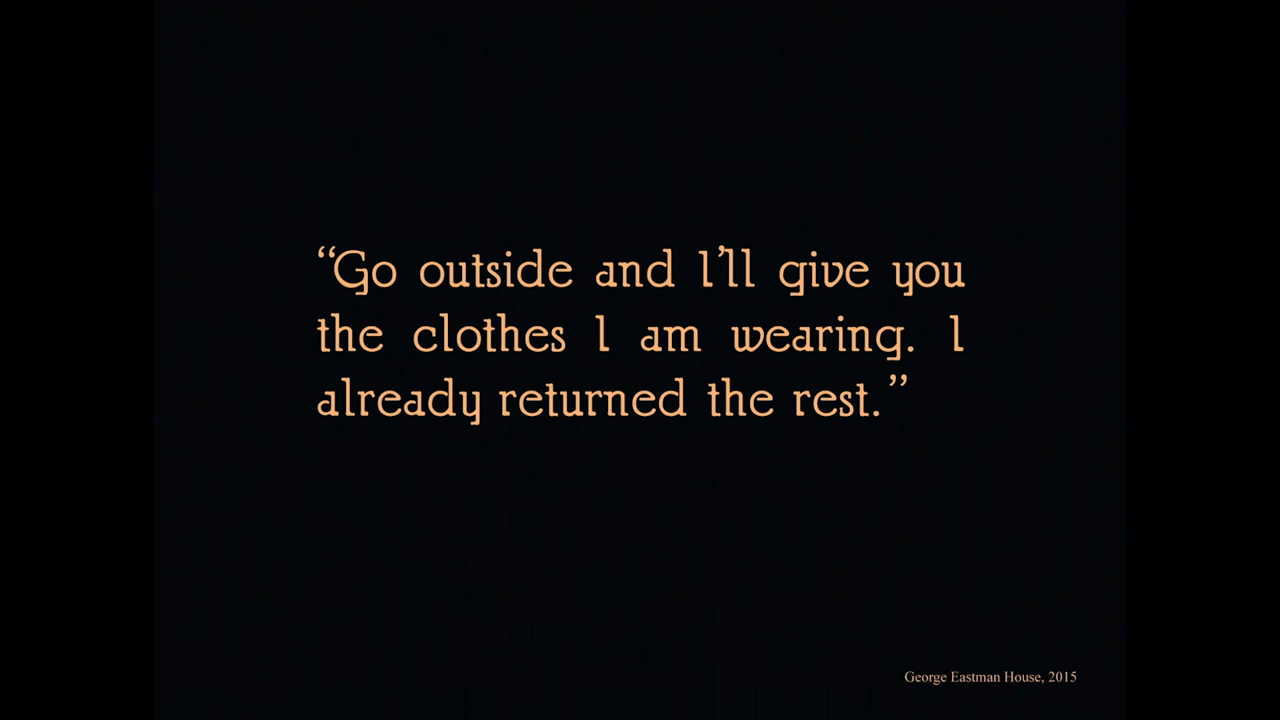 “Go outside and I’ll give you
the clothes I am wearing. I
already returned the rest.”
George Eastman House, 2015